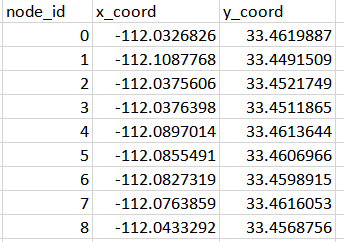 node_id x_coord y_coord
0 -112.0326826 33.4619887
1 -112.1087768 33.4491509
2 -112.0375606 33.4521749
3 -112.0376398 33.4511865
4 -112.0897014 33.4613644
5 -112.0855491 33.4606966
6 -112.0827319 33.4598915
7 -112.0763859 33.4616053
8 -112.0433292 33.4568756